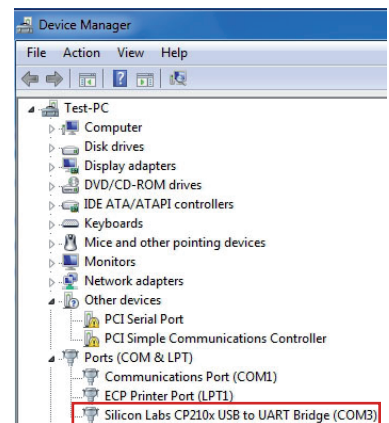 Device Manager
File Action View Help
Test-PC
Computer
Disk drives
Display adapters
DVD/CD-ROM drives
IDE ATA/ATAPI controllers
Keyboards
Mice and other pointing devices
Monitors
Network adapters
Other devices
PCI Serial Port
PCI Simple Communications Controller
Ports (COM & LPT)
Communications Port (COM1)
ECP Printer Port (LPT1)
Silicon Labs CP210x USB to UART Bridge (COM3)